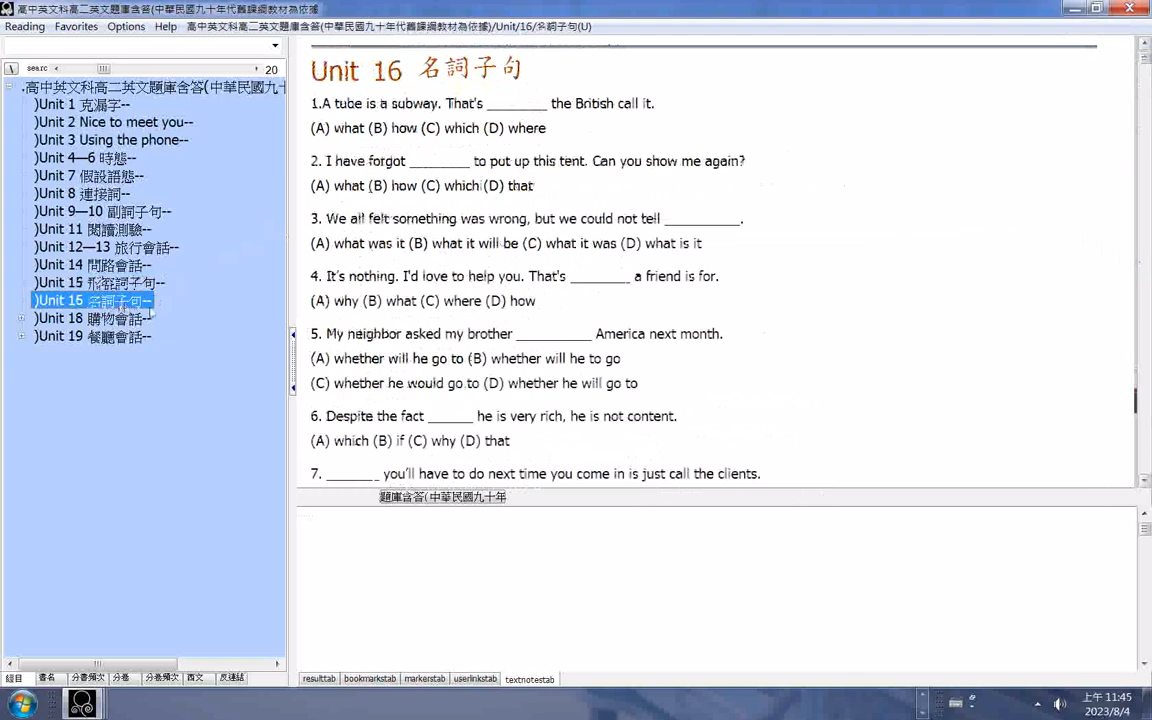 高中英文科高二英文題庫含答(中華民國九十年代舊課綱教材為依據
Reading Favorites Options Help 高中英文科高二英文題庫含答(中華民國九十年代舊課綱教材為依據)/Unit/16/名詞子句(U)
searc 20
.高中英文科高二英文題庫含答(中華民國九十
)Unit 1 克漏字--
)Unit 2 Nice to meet you--
)Unit 3 Using the phone--
)Unit 4—6 時態--
)Unit 7 假設語態--
)Unit 8 連接詞--
)Unit 9—10 副詞子句--
)Unit 11 閱讀測驗--
)Unit 12—13 旅行會話--
)Unit 14 問路會話--
)Unit 15 形容詞子句--
)Unit 16 名詞子句--
)Unit 18 購物會話--
)Unit 19 餐廳會話--
經目 書名 分書頻次 分卷 分卷頻次 西文 反連結
Unit 16 名詞子句
1.A tube is a subway. That's ________ the British call it.
(A) what (B) how (C) which (D) where
2. I have forgot ________ to put up this tent. Can you show me again?
(A) what (B) how (C) which (D) that
3. We all felt something was wrong, but we could not tell __________.
(A) what was it (B) what it will be (C) what it was (D) what is it
4. It's nothing. I'd love to help you. That's ________ a friend is for.
(A) why (B) what (C) where (D) how
5. My neighbor asked my brother __________ America next month.
(A) whether will he go to (B) whether will he to go
(C) whether he would go to (D) whether he will go to
6. Despite the fact ______ he is very rich, he is not content.
(A) which (B) if (C) why (D) that
7. _______ you'll have to do next time you come in is just call the clients.
題庫含答(中華民國九十年
resulttab bookmarkstab markerstab userlinkstab textnotestab
上午 11:45
2023/8/4